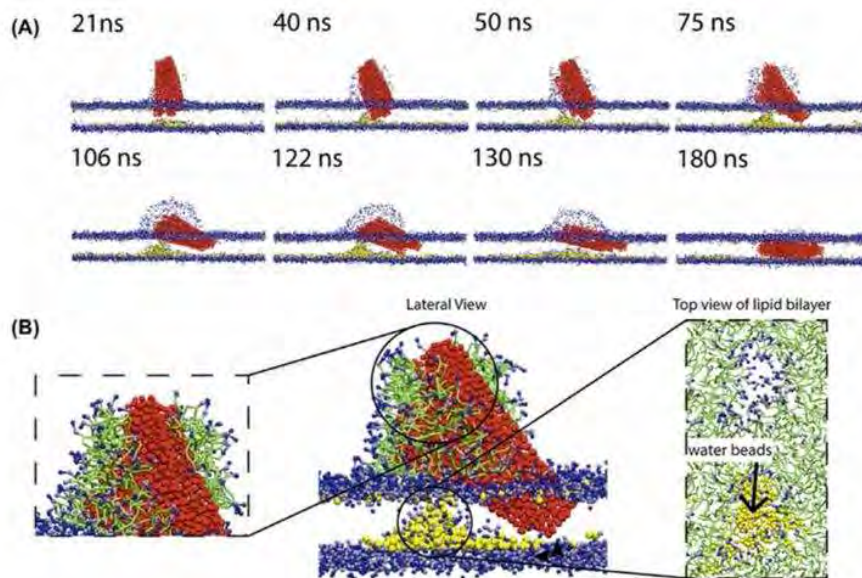 (A)
21ns
40 ns
50 ns
75 ns
106 ns
122 ns
130 ns
180 ns
(B)
Lateral View
Top view of lipid bilayer
water beads